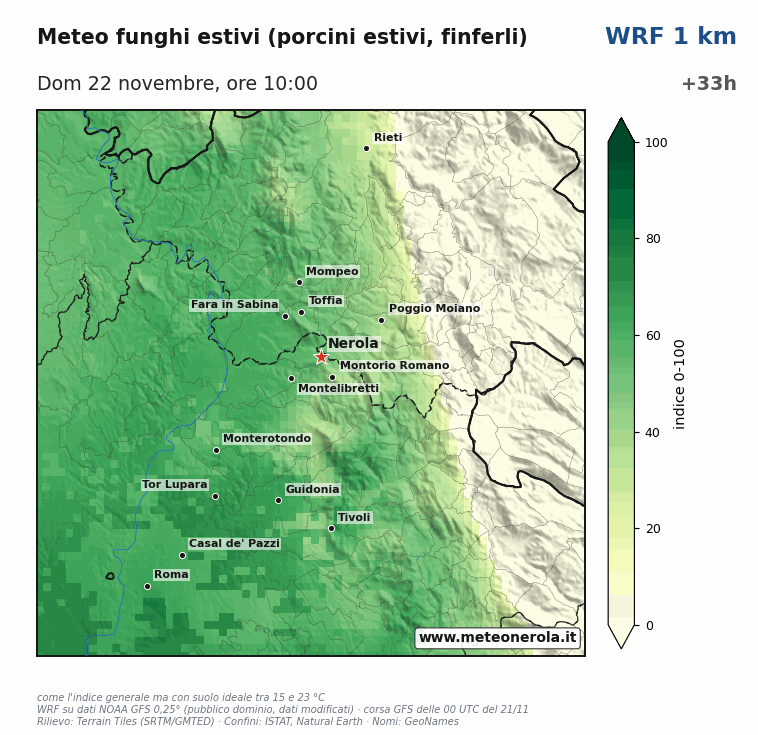 Meteo funghi estivi (porcini estivi, finferli)
WRF 1 km
Dom 22 novembre, ore 10:00
+33h
Rieti
Mompeo
Fara in Sabina
Toffia
Poggio Moiano
Nerola
Montorio Romano
Montelibretti
Monterotondo
Tor Lupara
Guidonia
Tivoli
Casal de' Pazzi
Roma
www.meteonerola.it
100
80
60
40
20
0
indice 0-100
come l'indice generale ma con suolo ideale tra 15 e 23 °C
WRF su dati NOAA GFS 0,25° (pubblico dominio, dati modificati) · corsa GFS delle 00 UTC del 21/11
Rilievo: Terrain Tiles (SRTM/GMTED) · Confini: ISTAT, Natural Earth · Nomi: GeoNames